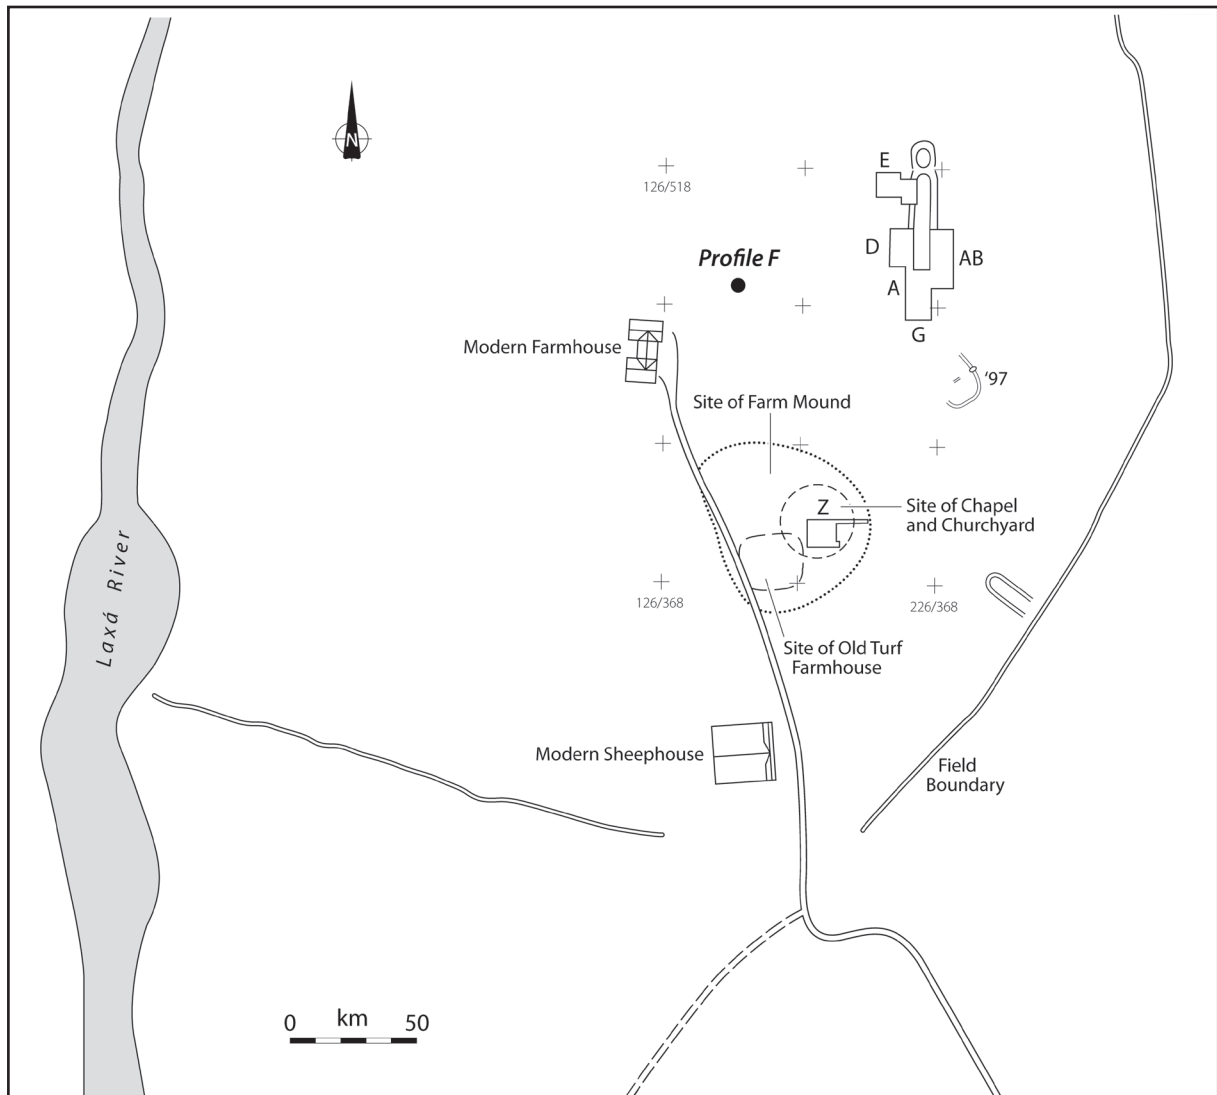 N
E
126/518
D
Profile F
AB
A
G
Modern Farmhouse
'97
Site of Farm Mound
Z
Site of Chapel
and Churchyard
Laxá River
126/368
226/368
Site of Old Turf
Farmhouse
Modern Sheephouse
Field
Boundary
0 km 50